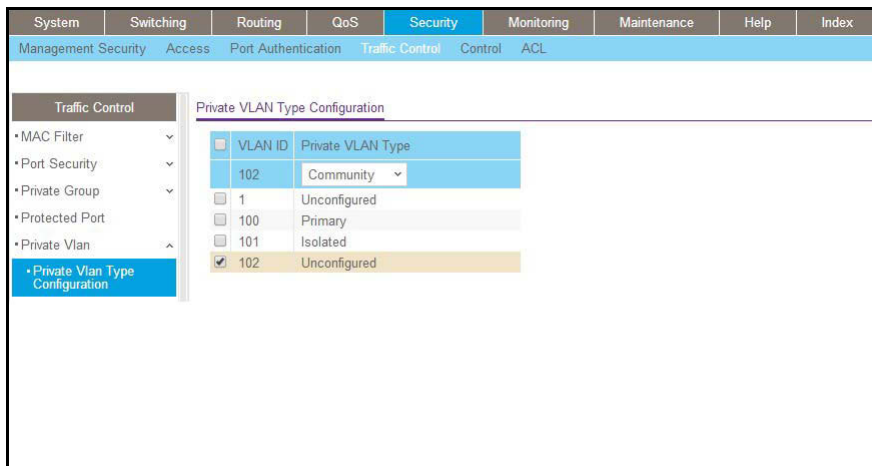 System Switching Routing QoS Security Monitoring Maintenance Help Index
Management Security Access Port Authentication Traffic Control Control ACL
Traffic Control
• MAC Filter
• Port Security
• Private Group
• Protected Port
• Private Vlan
• Private Vlan Type
Configuration
Private VLAN Type Configuration
VLAN ID Private VLAN Type
102 Community
1 Unconfigured
100 Primary
101 Isolated
102 Unconfigured